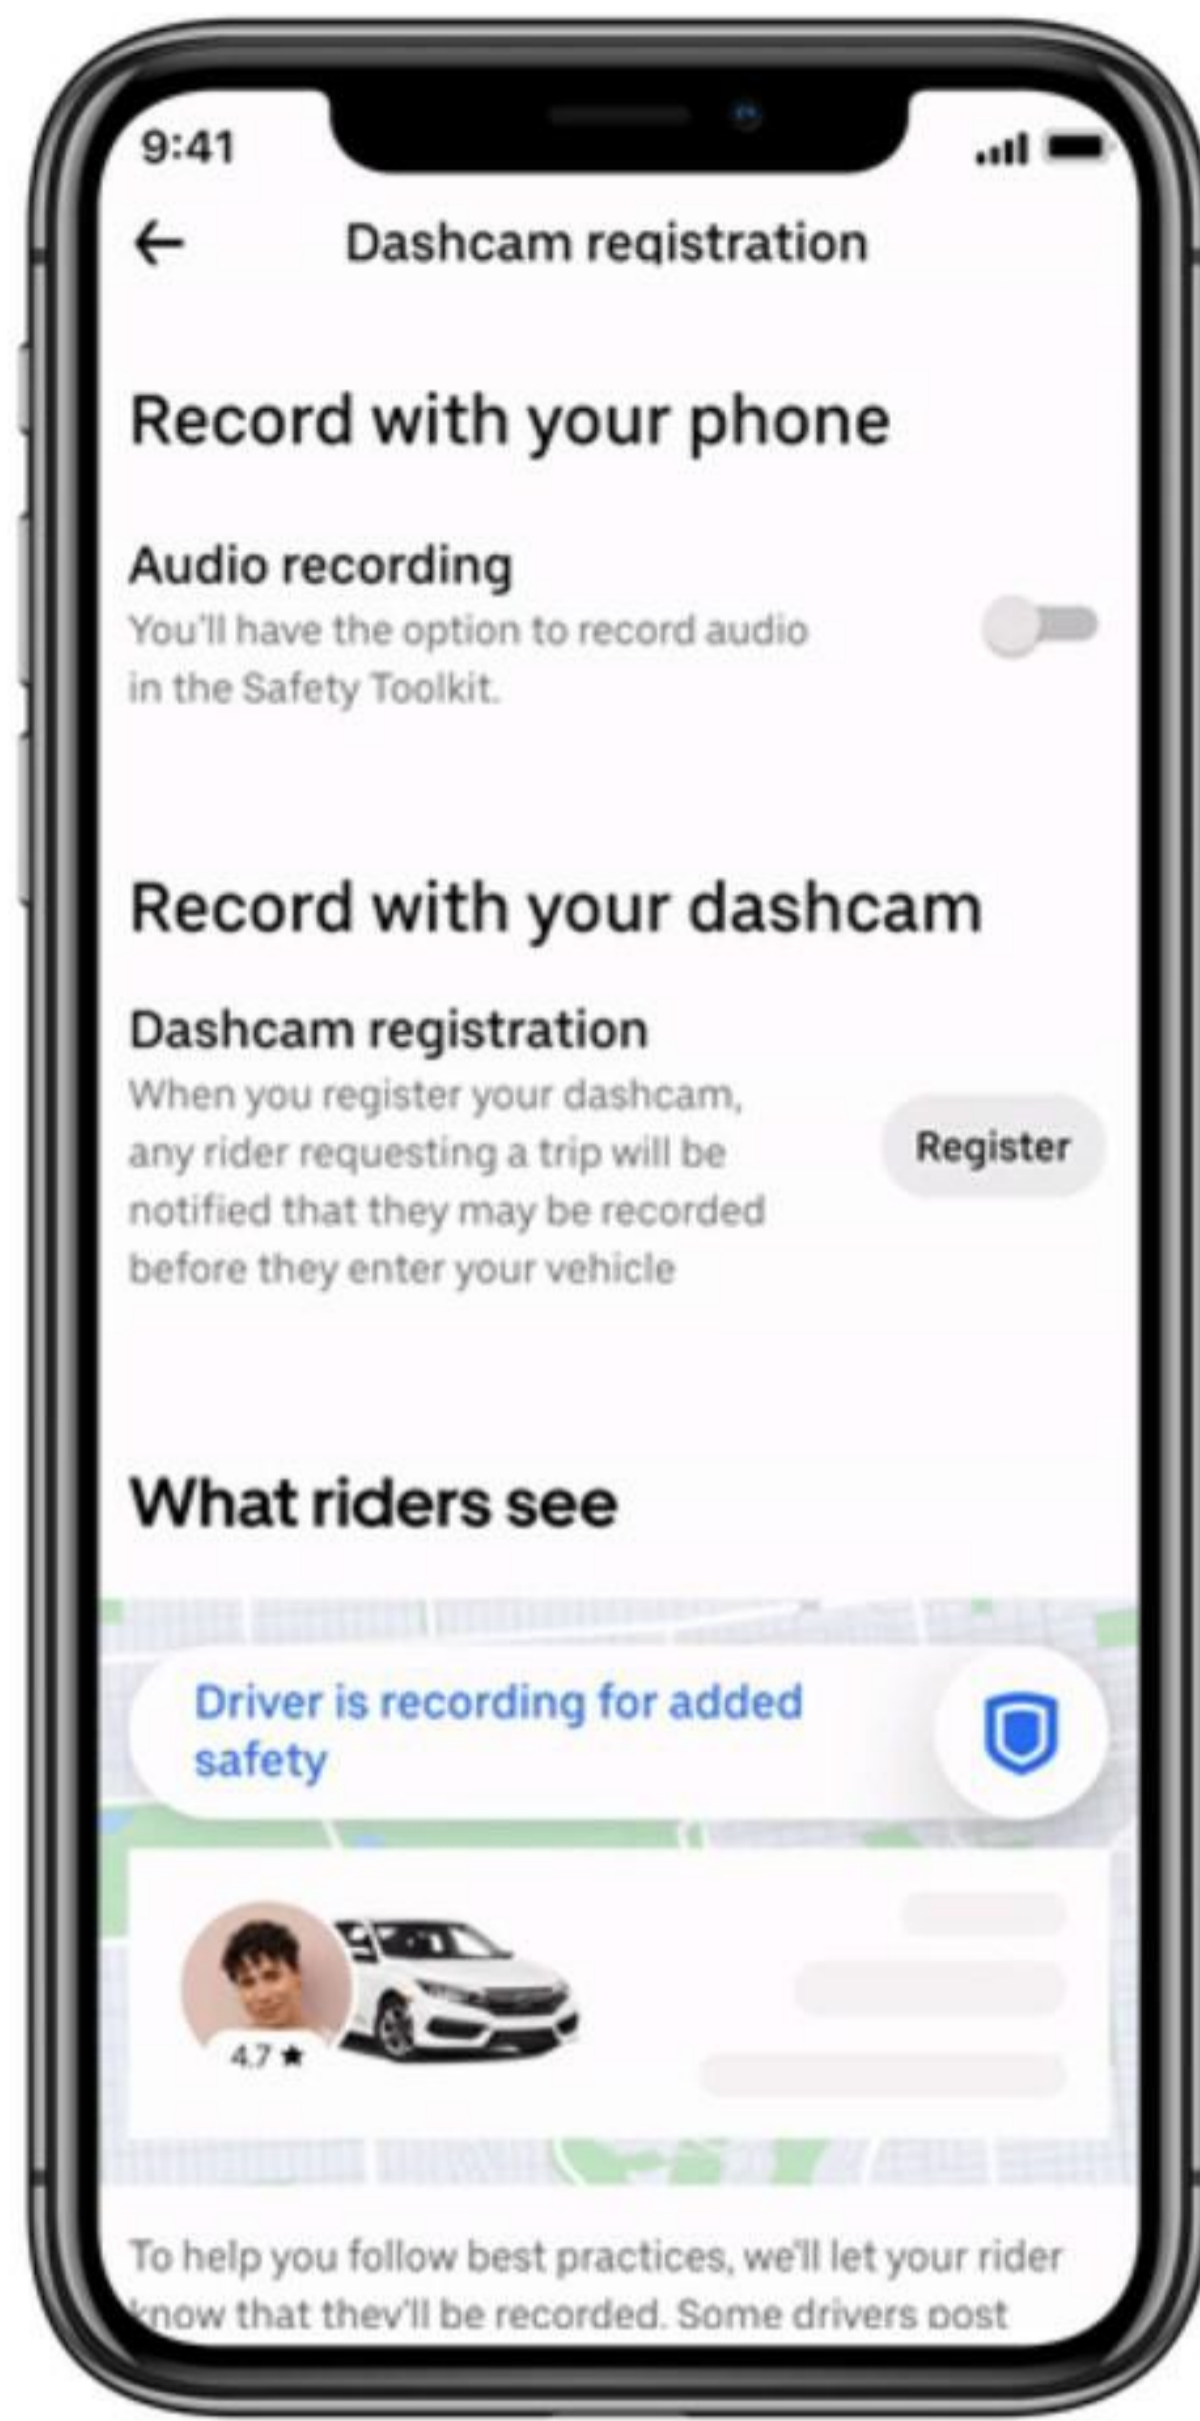 9:41
Dashcam registration
Record with your phone
Audio recording
You'll have the option to record audio
in the Safety Toolkit.
Record with your dashcam
Dashcam registration
When you register your dashcam,
any rider requesting a trip will be
notified that they may be recorded
before they enter your vehicle
Register
What riders see
Driver is recording for added
safety
4.7 ★
To help you follow best practices, we'll let your rider
know that they'll be recorded. Some drivers post